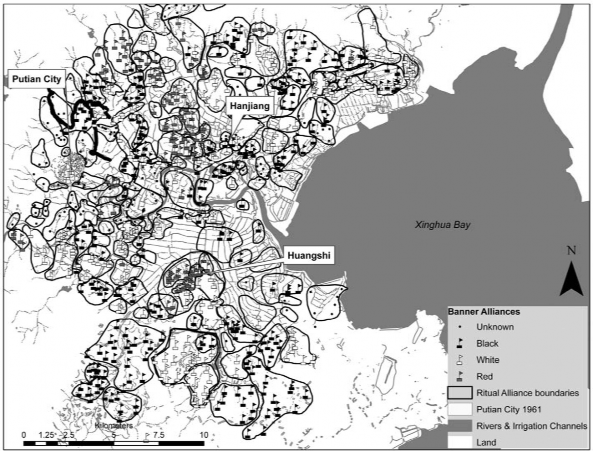 Putian City
Hanjiang
Xinghua Bay
Huangshi
N
Banner Alliances
Unknown
Black
White
Red
Ritual Alliance boundaries
Putian City 1961
Rivers & Irrigation Channels
Land
Kilometers
0 1.25 2.5 5 7.5 10